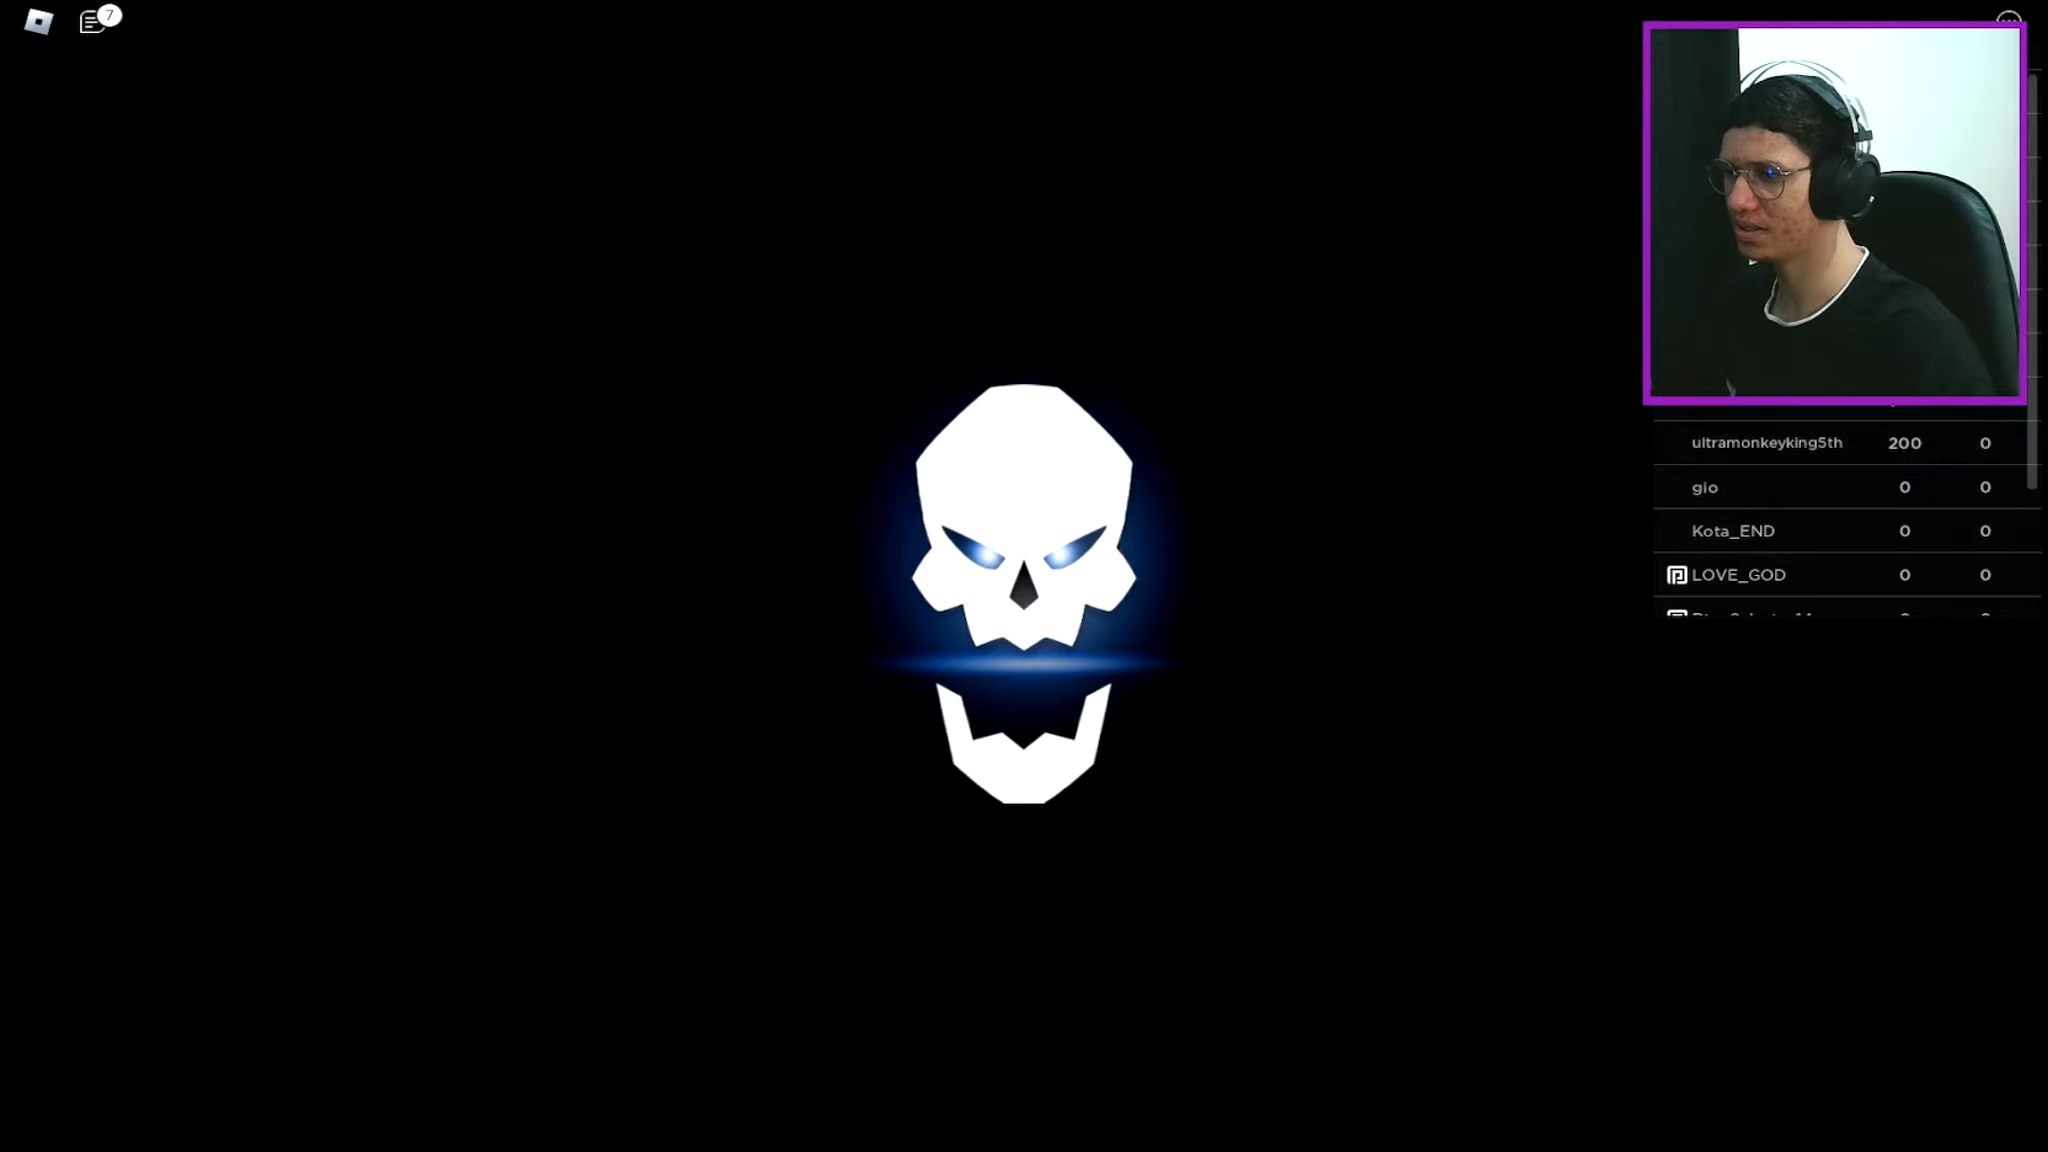 7
ultramonkeyking5th 200 0
gio 0 0
Kota_END 0 0
LOVE_GOD 0 0